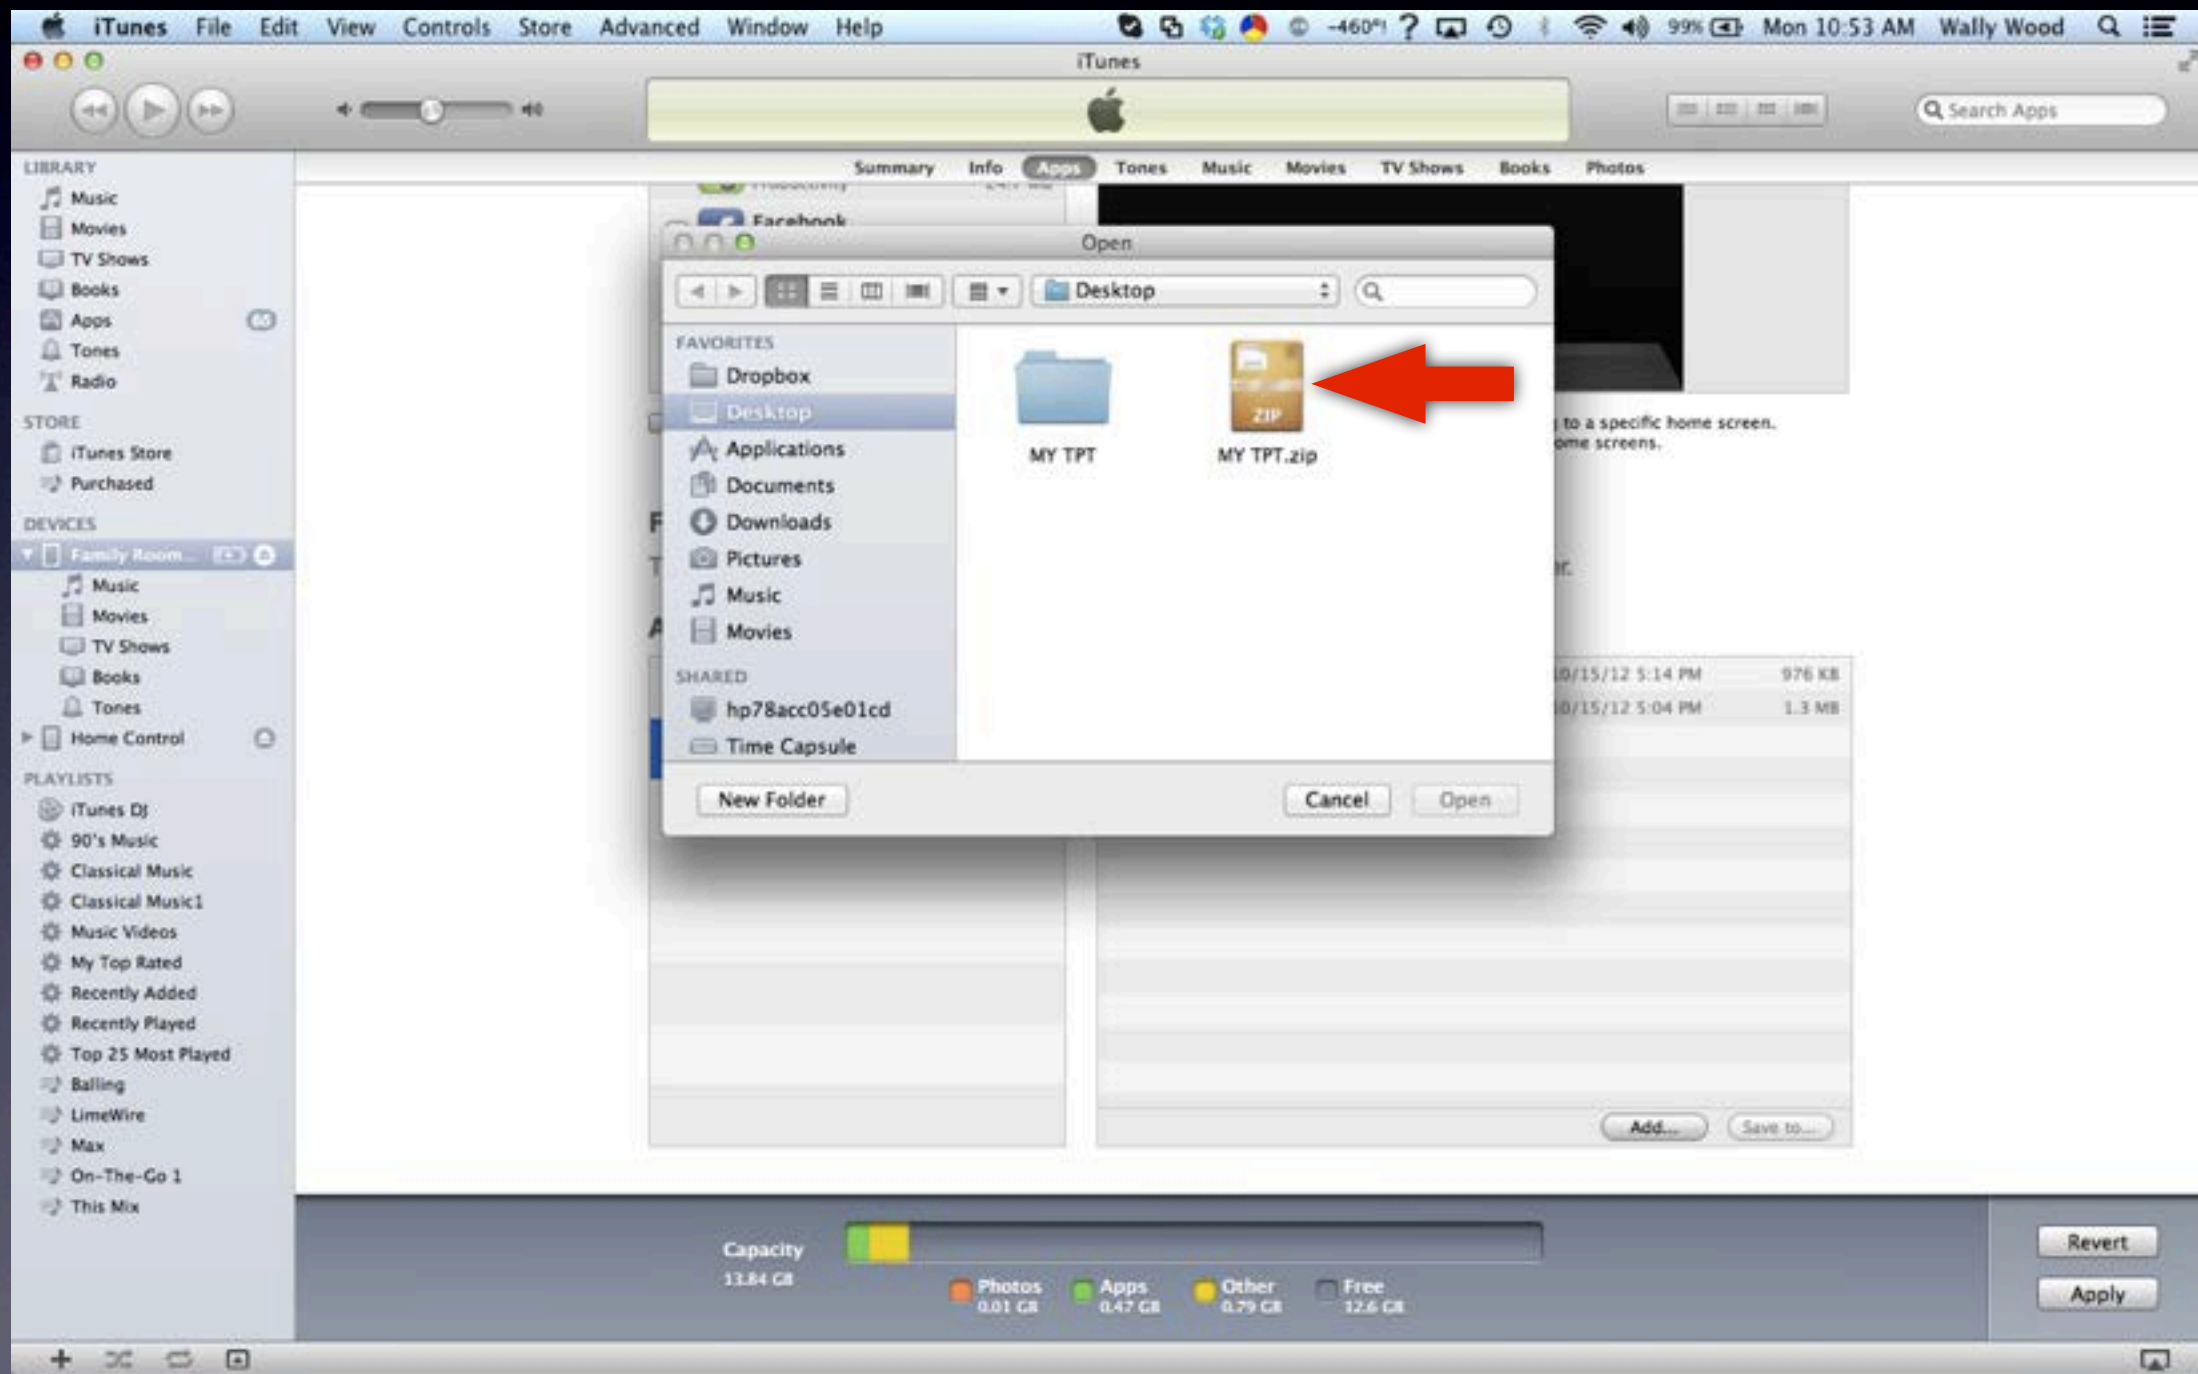 iTunes File Edit View Controls Store Advanced Window Help -460° ? 99% Mon 10:53 AM Wally Wood
iTunes
Search Apps
Summary Info Apps Tones Music Movies TV Shows Books Photos
LIBRARY
Music
Movies
TV Shows
Books
Apps
Tones
Radio
STORE
iTunes Store
Purchased
DEVICES
Family Room...
Music
Movies
TV Shows
Books
Tones
Home Control
PLAYLISTS
iTunes DJ
90's Music
Classical Music
Classical Music1
Music Videos
My Top Rated
Recently Added
Recently Played
Top 25 Most Played
Balling
LimeWire
Max
On-The-Go 1
This Mix
Productivity
Facebook
Open
Desktop
FAVORITES
Dropbox
Desktop
Applications
Documents
Downloads
Pictures
Music
Movies
SHARED
hp78acc05e01cd
Time Capsule
ZIP
MY TPT MY TPT.zip
New Folder Cancel Open
to a specific home screen.
ome screens.
F
T r.
A
0/15/12 5:14 PM 976 KB
0/15/12 5:04 PM 1.3 MB
Add... Save to...
Capacity
13.84 GB
Photos Apps Other Free
0.01 GB 0.47 GB 0.79 GB 12.6 GB
Revert
Apply